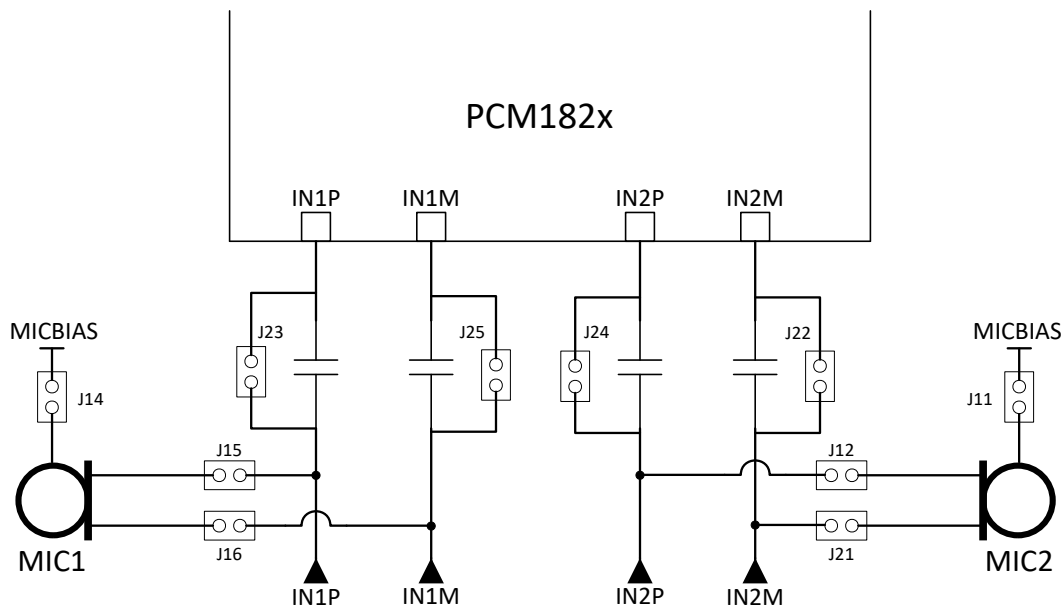 PCM182x
IN1P
IN1M
IN2P
IN2M
J23
J25
J24
J22
MICBIAS
MICBIAS
J14
J11
J15
J12
J16
J21
MIC1
MIC2
IN1P
IN1M
IN2P
IN2M